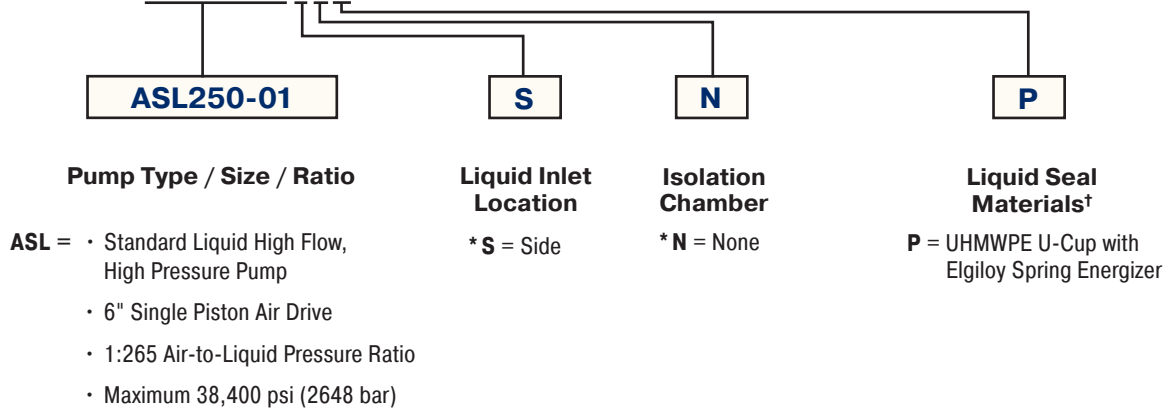 ASL250-01
S
N
P
Pump Type / Size / Ratio
Liquid Inlet
Location
Isolation
Chamber
Liquid Seal
Materials†
ASL = • Standard Liquid High Flow,
High Pressure Pump
• 6" Single Piston Air Drive
• 1:265 Air-to-Liquid Pressure Ratio
• Maximum 38,400 psi (2648 bar)
* S = Side
* N = None
P = UHMWPE U-Cup with
Elgiloy Spring Energizer